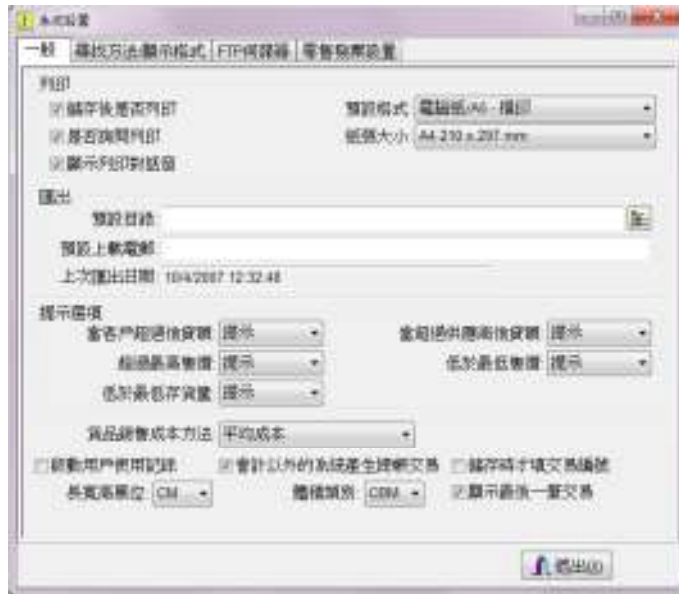 系統設置
一般 尋找方法/顯示格式 FTP伺服器 零售發票設置
列印
儲存後是否列印 預設格式 電腦紙/A6 - 橫印
是否詢問列印 紙張大小 A4 210 x 297 mm
顯示列印對話窗
匯出
預設目錄
預設上載電郵
上次匯出日期 10/4/2007 12:32:48
提示選項
當客戶超過信貸額 提示 當超過供應商信貸額 提示
超過最高售價 提示 低於最低售價 提示
低於最低存貨量 提示
貨品銷售成本方法 平均成本
啟動用戶使用記錄 會計以外的系統產生總帳交易 儲存時才填交易編號
長寬高單位 CM 體積類別 CBM 顯示最後一筆交易
退出(X)